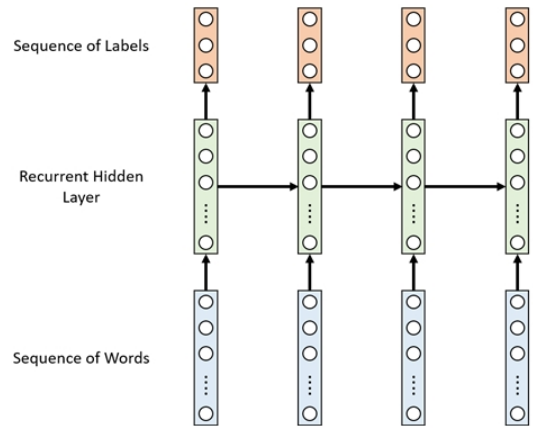 Sequence of Labels
Recurrent Hidden
Layer
Sequence of Words